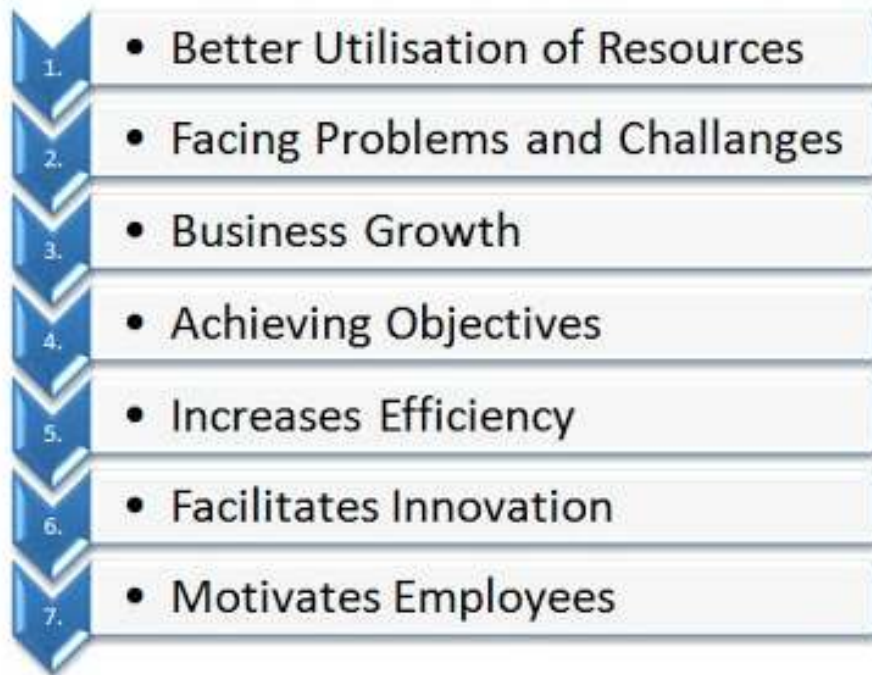 1. • Better Utilisation of Resources
2. • Facing Problems and Challanges
3. • Business Growth
4. • Achieving Objectives
5. • Increases Efficiency
6. • Facilitates Innovation
7. • Motivates Employees